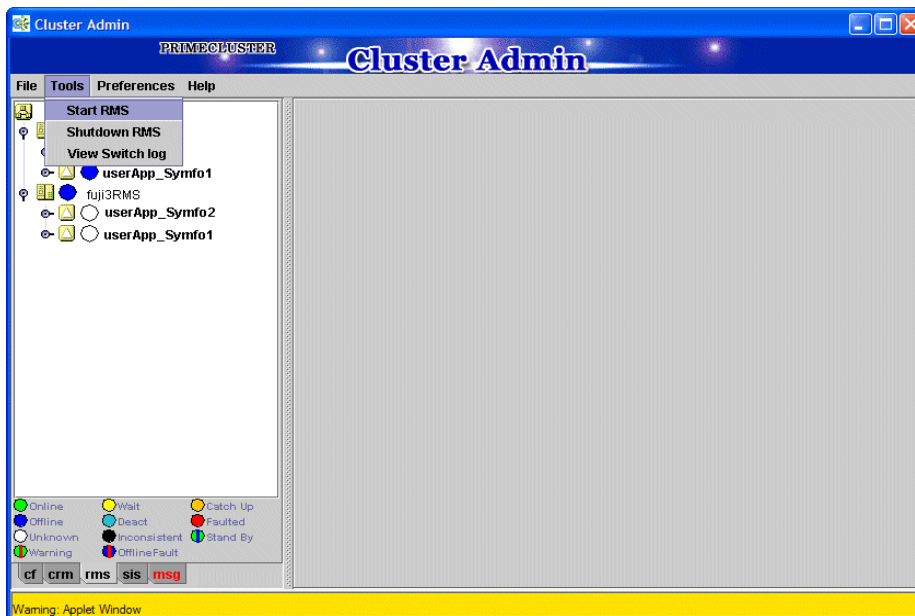 Cluster Admin
PRIMECLUSTER
Cluster Admin
File Tools Preferences Help
Start RMS
Shutdown RMS
View Switch log
userApp_Symfo1
fuji3RMS
userApp_Symfo2
userApp_Symfo1
Online Wait Catch Up
Offline Deact Faulted
Unknown Inconsistent Stand By
Warning OfflineFault
cf crm rms sis msg
Warning: Applet Window